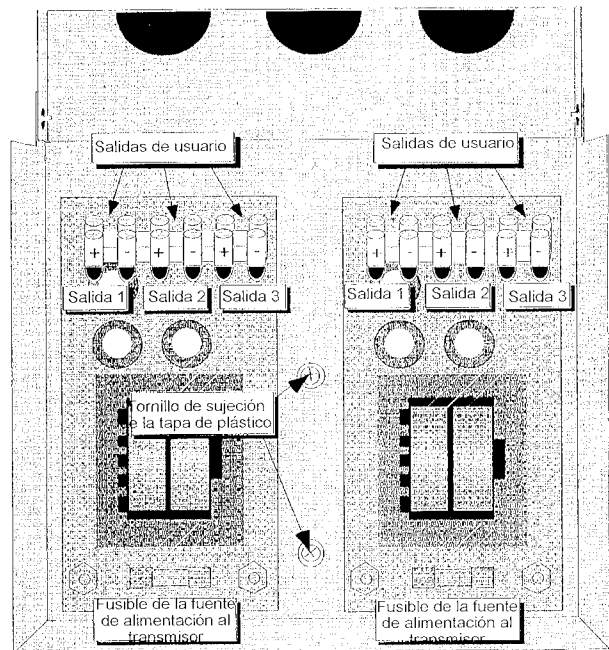 Salidas de usuario
Salidas de usuario
+ - + - + -
+ - + - + -
Salida 1
Salida 2
Salida 3
Salida 1
Salida 2
Salida 3
Tornillo de sujeción
de la tapa de plástico
Fusible de la fuente
de alimentación al
transmisor
Fusible de la fuente
de alimentación al
transmisor